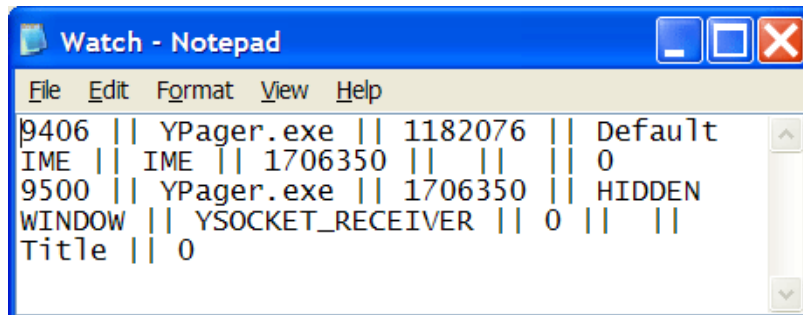 Watch - Notepad
File Edit Format View Help
9406 || YPager.exe || 1182076 || Default
IME || IME || 1706350 || || || 0
9500 || YPager.exe || 1706350 || HIDDEN
WINDOW || YSOCKET_RECEIVER || 0 || ||
Title || 0